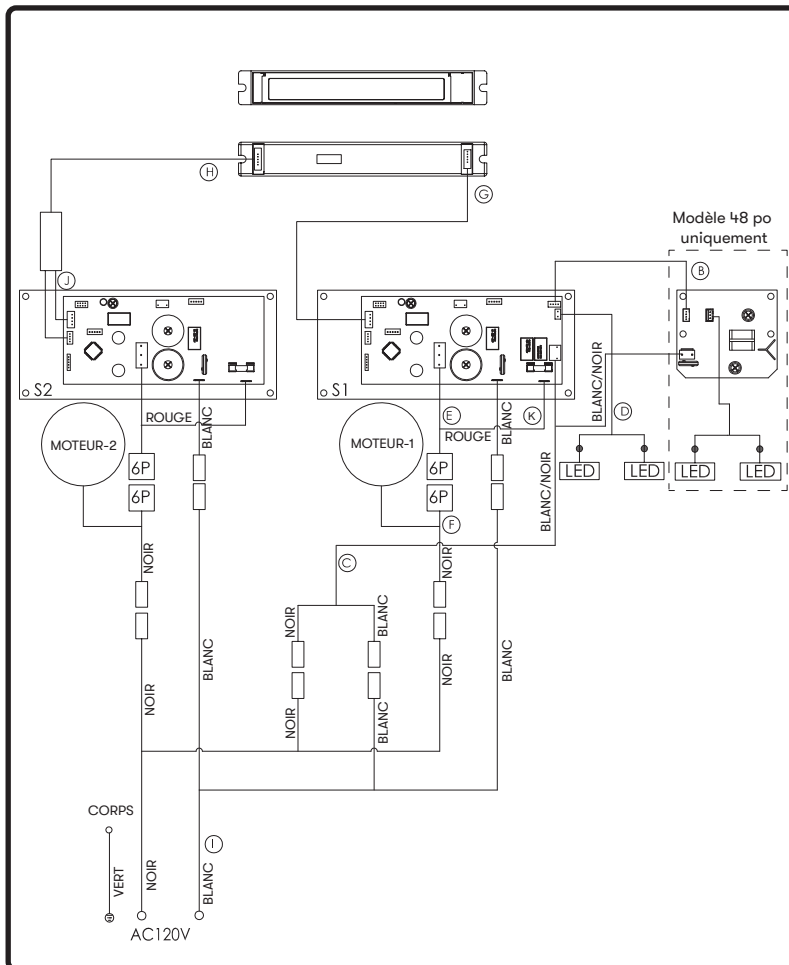 H
G
Modèle 48 po
uniquement
B
J
S2
S1
ROUGE
BLANC
E
K
ROUGE
BLANC
BLANC/NOIR
BLANC/NOIR
D
MOTEUR-2
MOTEUR-1
6P
6P
6P
6P
LED
LED
LED
LED
F
C
NOIR
NOIR
BLANC
NOIR
NOIR
BLANC
NOIR
BLANC
NOIR
BLANC
BLANC
CORPS
VERT
NOIR
BLANC
I
AC120V